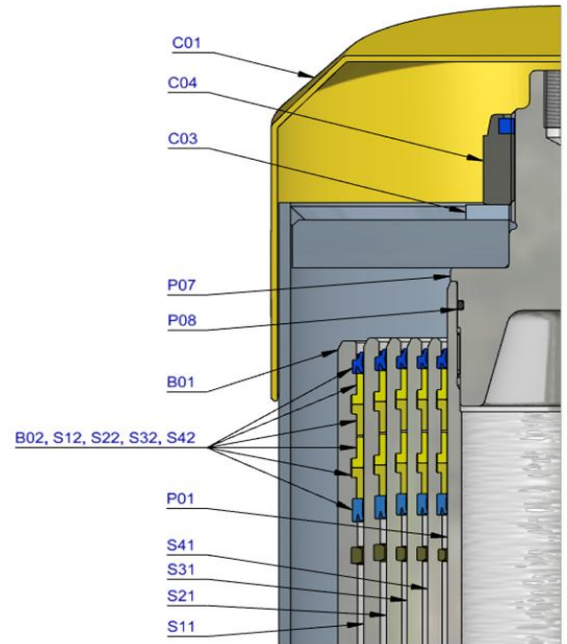 C01
C04
C03
P07
P08
B01
B02, S12, S22, S32, S42
P01
S41
S31
S21
S11